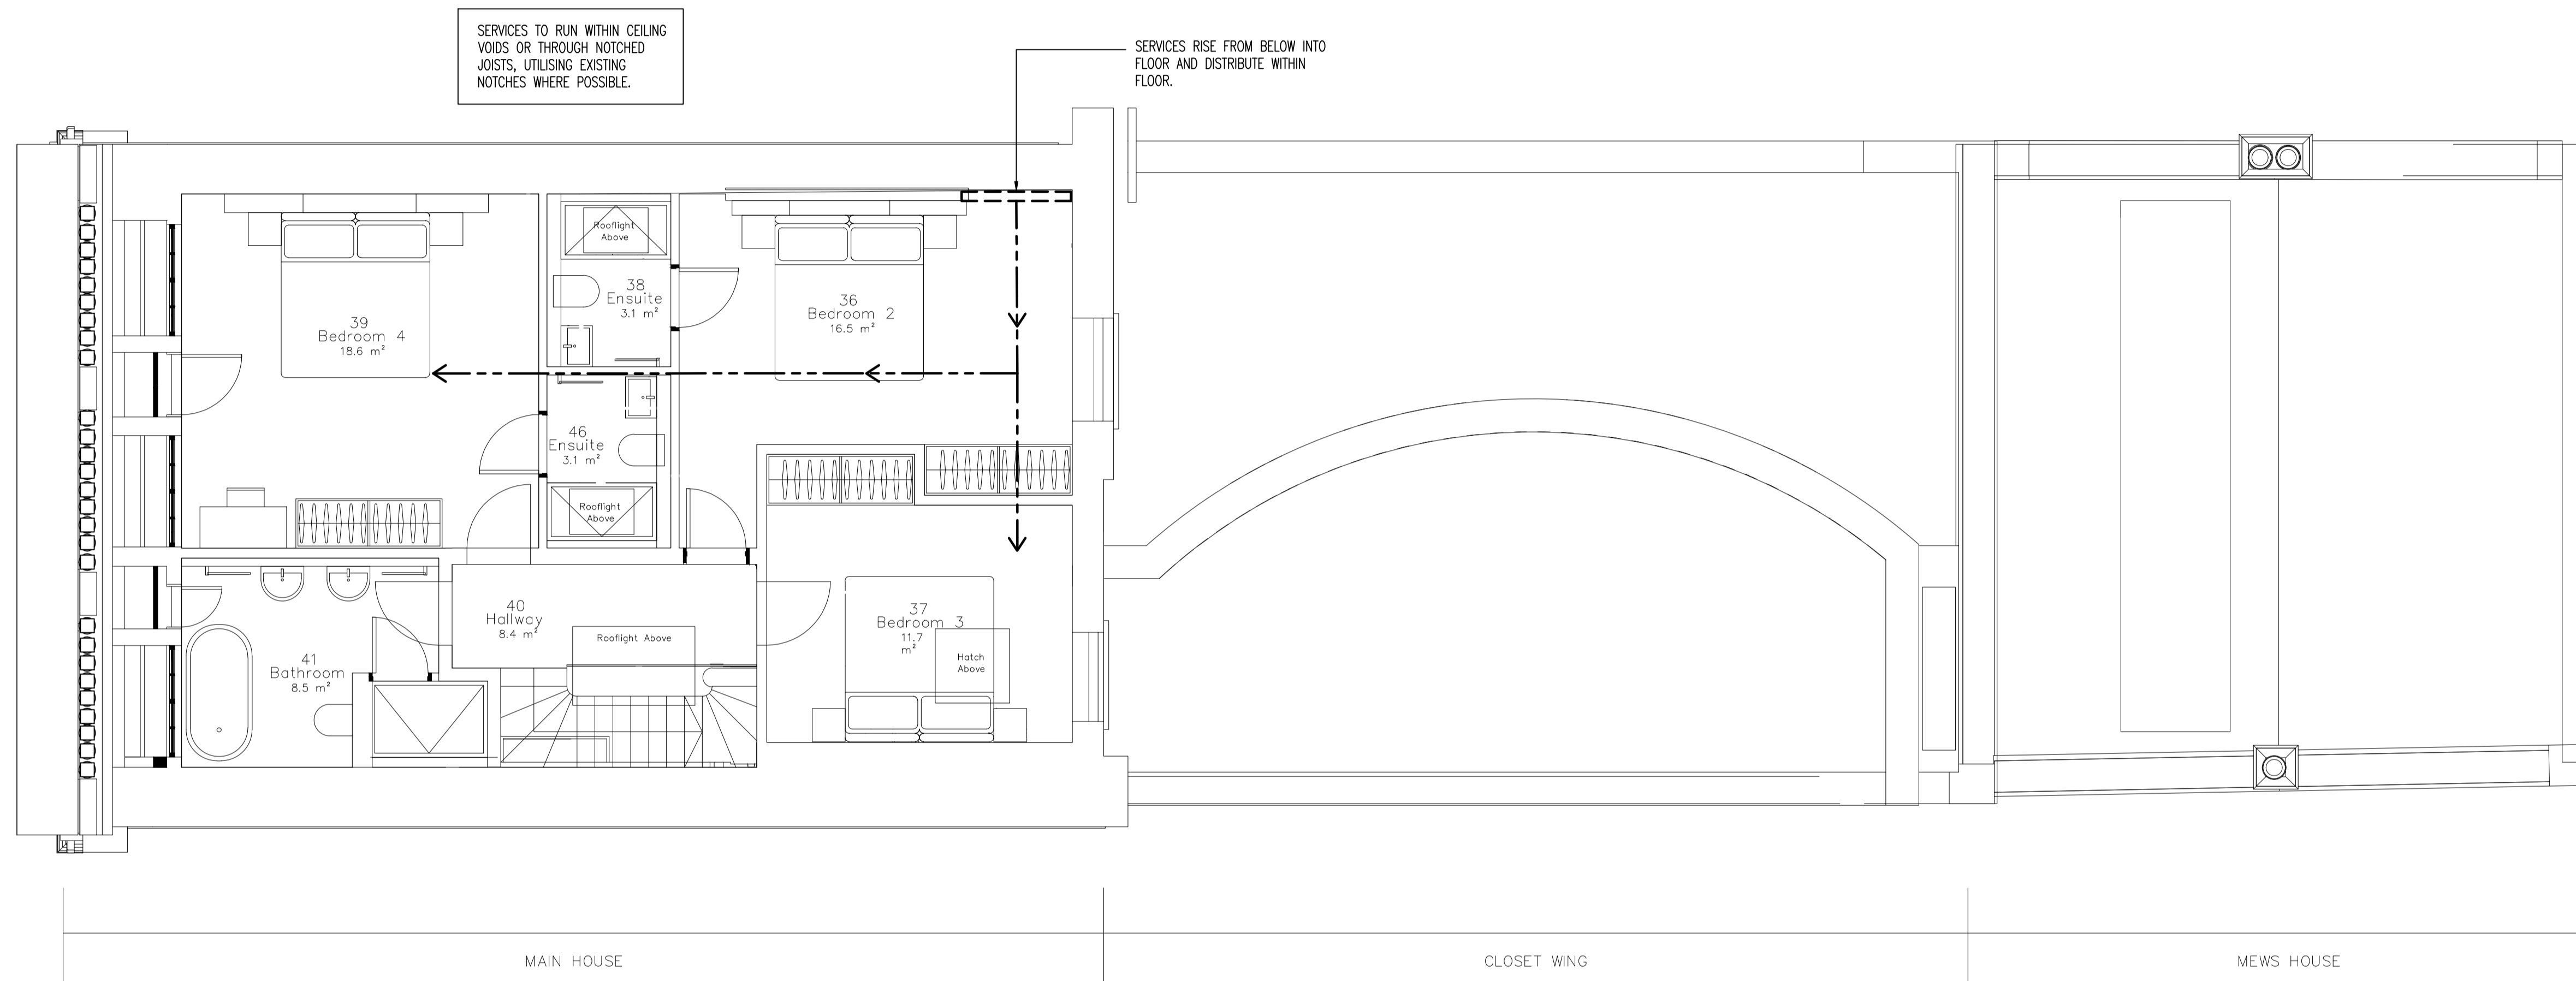 SERVICES TO RUN WITHIN CEILING
VOIDS OR THROUGH NOTCHED
JOISTS, UTILISING EXISTING
NOTCHES WHERE POSSIBLE.
SERVICES RISE FROM BELOW INTO
FLOOR AND DISTRIBUTE WITHIN
FLOOR.
Rooflight
Above
38
Ensuite
3.1 m²
36
Bedroom 2
16.5 m²
39
Bedroom 4
18.6 m²
46
Ensuite
3.1 m²
Rooflight
Above
40
Hallway
8.4 m²
Rooflight Above
37
Bedroom 3
11.7
m²
Hatch
Above
41
Bathroom
8.5 m²
MAIN HOUSE
CLOSET WING
MEWS HOUSE